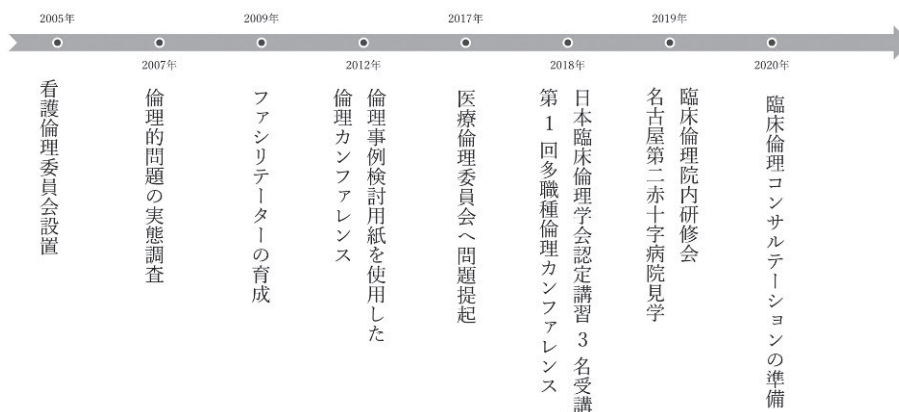 2005年
看護倫理委員会設置
2007年
倫理的問題の実態調査
2009年
ファシリテーターの育成
2012年
倫理事例検討用紙を使用した
倫理カンファレンス
2017年
医療倫理委員会へ問題提起
2018年
日本臨床倫理学会認定講習 3 名受講
第 1 回多職種倫理カンファレンス
2019年
臨床倫理院内研修会
名古屋第二赤十字病院見学
2020年
臨床倫理コンサルテーションの準備